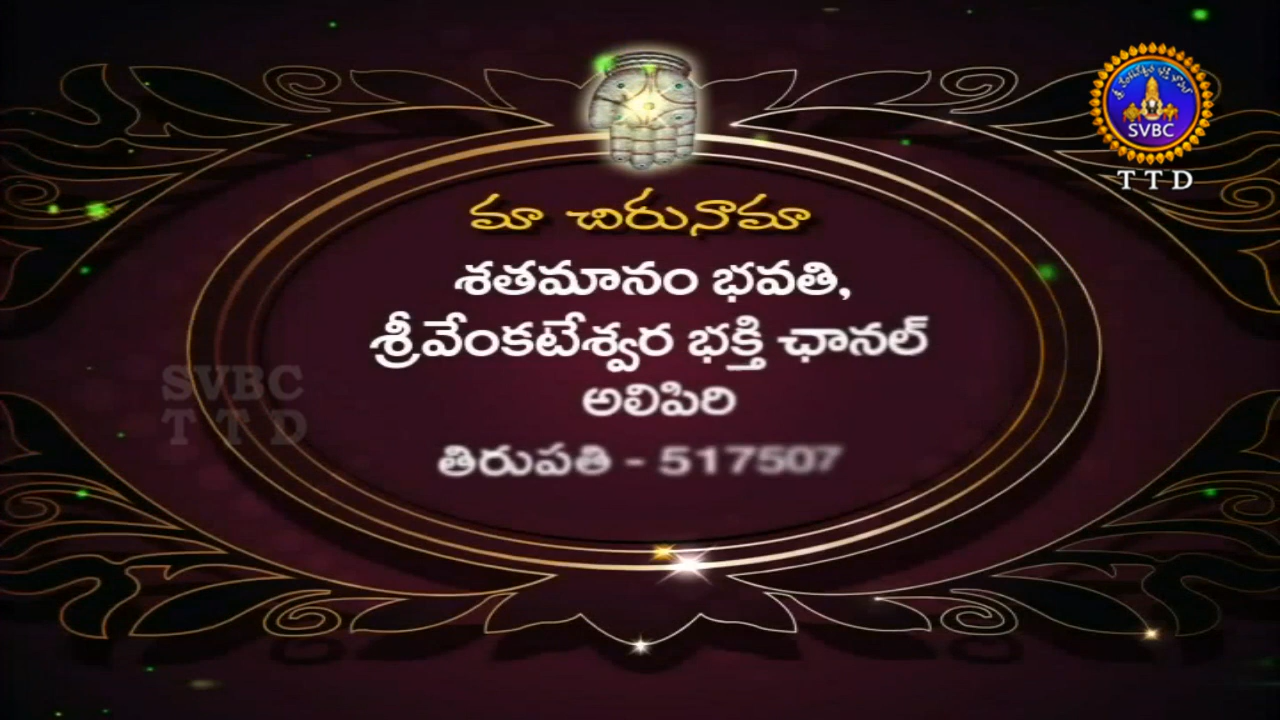 మా చిరునామా
శతమానం భవతి,
శ్రీవేంకటేశ్వర భక్తి ఛానల్
అలిపిరి
తిరుపతి - 517507
SVBC
TTD
SVBC
TTD